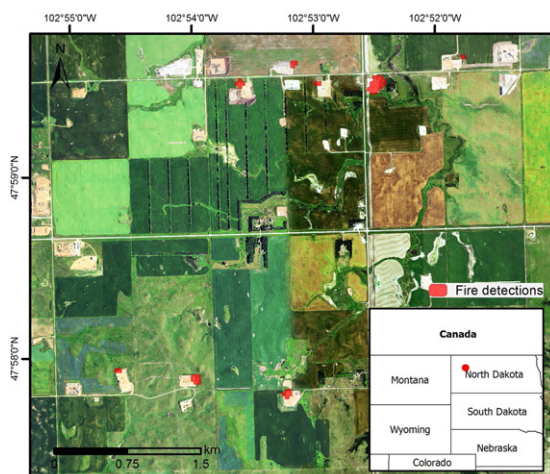 102°55'0"W 102°54'0"W 102°53'0"W 102°52'0"W
N
47°59'0"N
Fire detections
Canada
47°58'0"N
Montana
North Dakota
South Dakota
Wyoming
Nebraska
Colorado
km
0 0.75 1.5